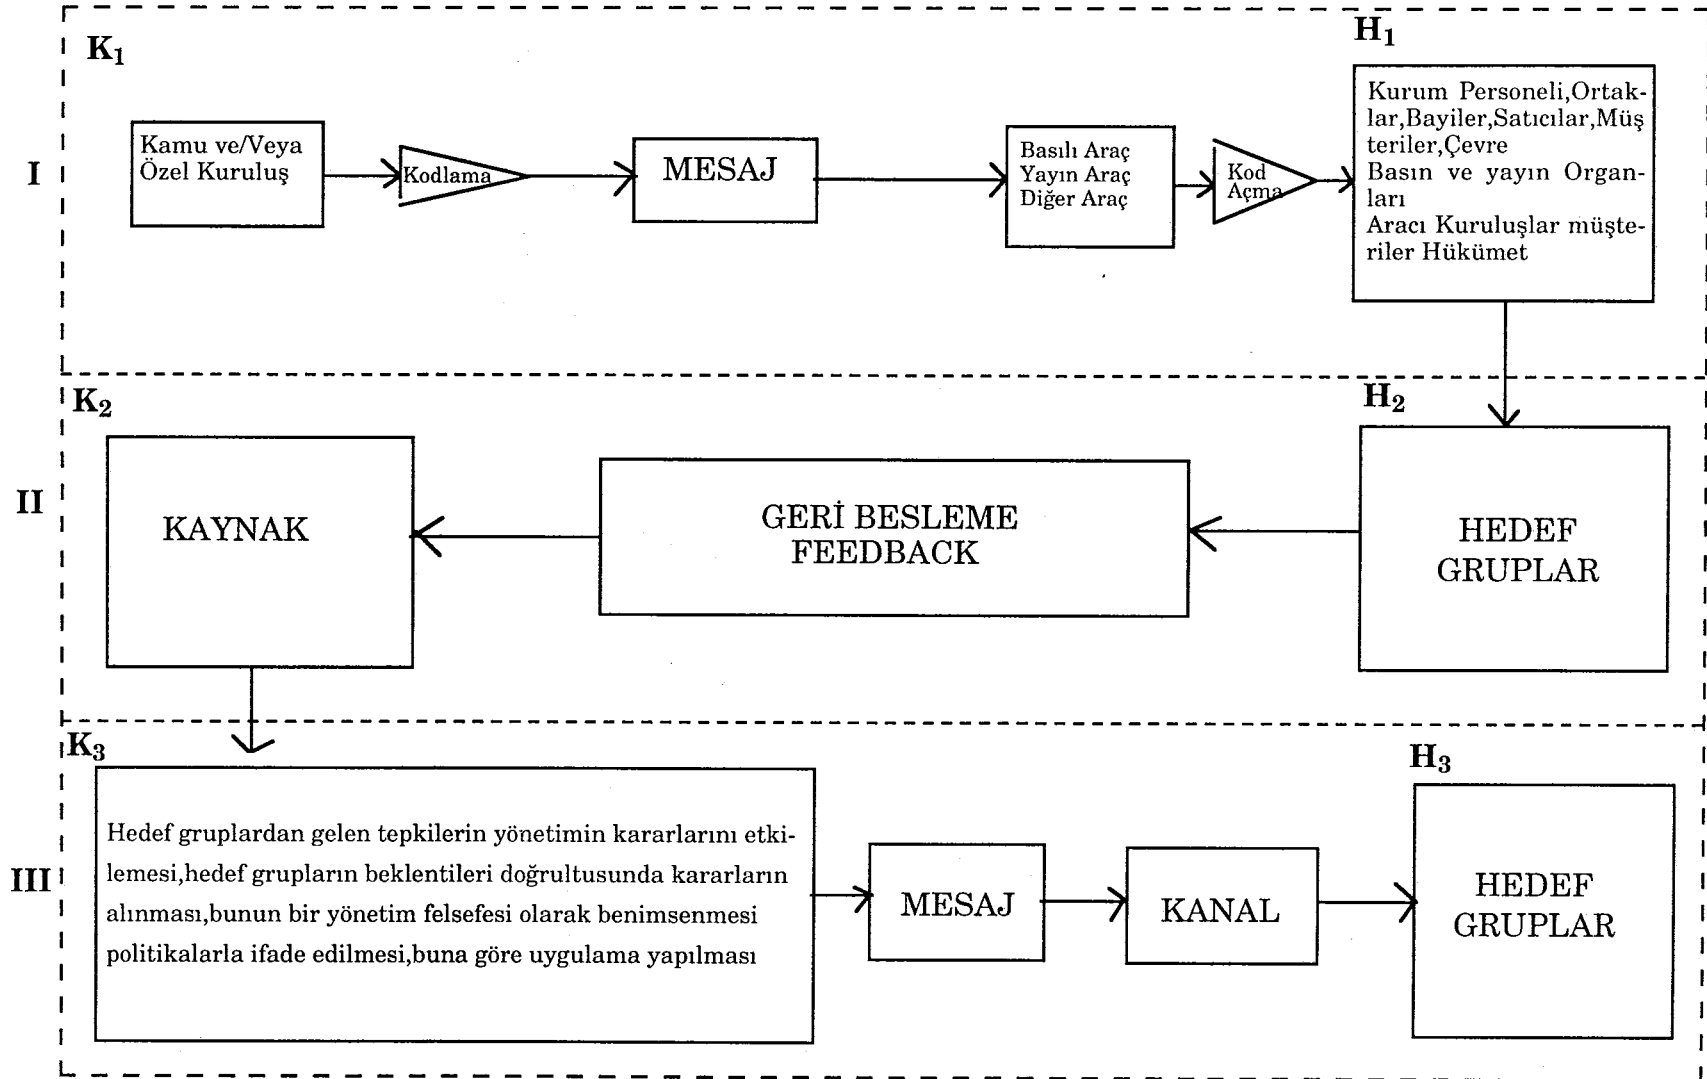 K1
H1
I
Kamu ve/Veya
Özel Kuruluş
Kodlama
MESAJ
Basılı Araç
Yayın Araç
Diğer Araç
Kod
Açma
Kurum Personeli,Ortak-
lar,Bayiler,Satıcılar,Müş
teriler,Çevre
Basın ve yayın Organ-
ları
Aracı Kuruluşlar müşte-
riler Hükümet
K2
H2
II
KAYNAK
GERİ BESLEME
FEEDBACK
HEDEF
GRUPLAR
K3
H3
III
Hedef gruplardan gelen tepkilerin yönetimin kararlarını etki-
lemesi,hedef grupların beklentileri doğrultusunda kararların
alınması,bunun bir yönetim felsefesi olarak benimsenmesi
politikalarla ifade edilmesi,buna göre uygulama yapılması
MESAJ
KANAL
HEDEF
GRUPLAR